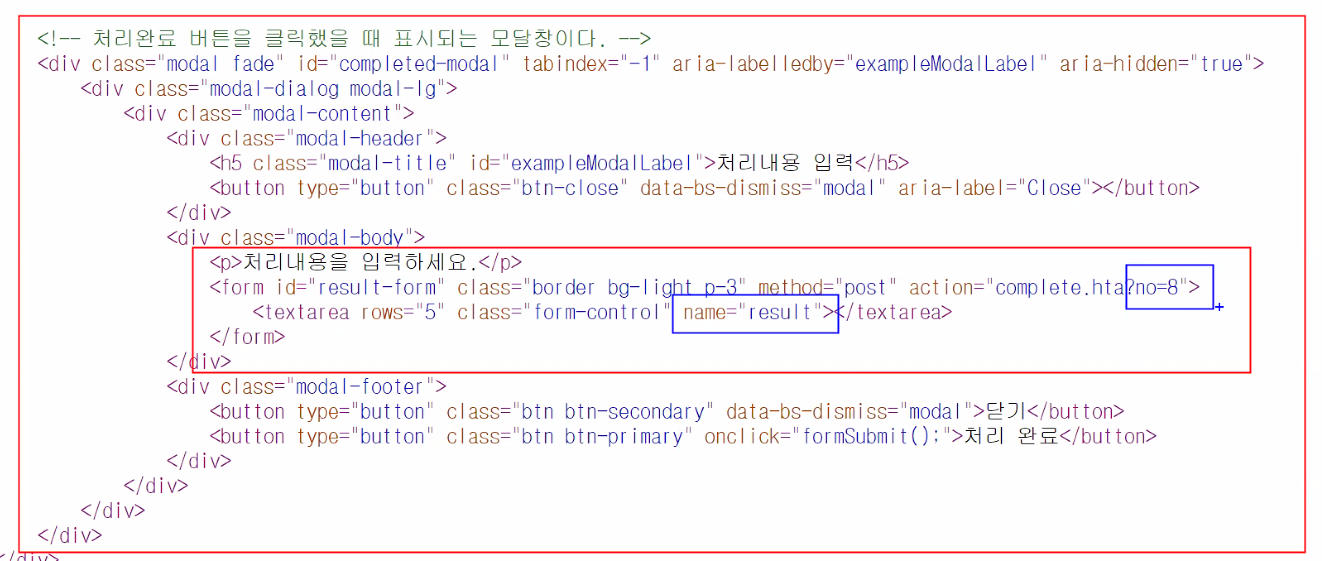 <!-- 처리완료 버튼을 클릭했을 때 표시되는 모달창이다. -->
<div class="modal fade" id="completed-modal" tabindex="-1" aria-labelledby="exampleModalLabel" aria-hidden="true">
<div class="modal-dialog modal-lg">
<div class="modal-content">
<div class="modal-header">
<h5 class="modal-title" id="exampleModalLabel">처리내용 입력</h5>
<button type="button" class="btn-close" data-bs-dismiss="modal" aria-label="Close"></button>
</div>
<div class="modal-body">
<p>처리내용을 입력하세요.</p>
<form id="result-form" class="border bg-light p-3" method="post" action="complete.hta?no=8">
<textarea rows="5" class="form-control" name="result"></textarea>
</form>
</div>
<div class="modal-footer">
<button type="button" class="btn btn-secondary" data-bs-dismiss="modal">닫기</button>
<button type="button" class="btn btn-primary" onclick="formSubmit();">처리 완료</button>
</div>
</div>
</div>
</div>
</div>